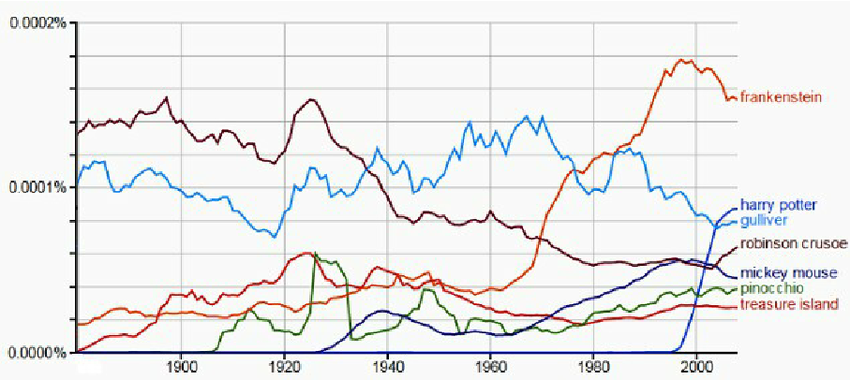 0.0002%
frankenstein
0.0001%
harry potter
gulliver
robinson crusoe
mickey mouse
pinocchio
treasure island
0.0000%
1900 1920 1940 1960 1980 2000